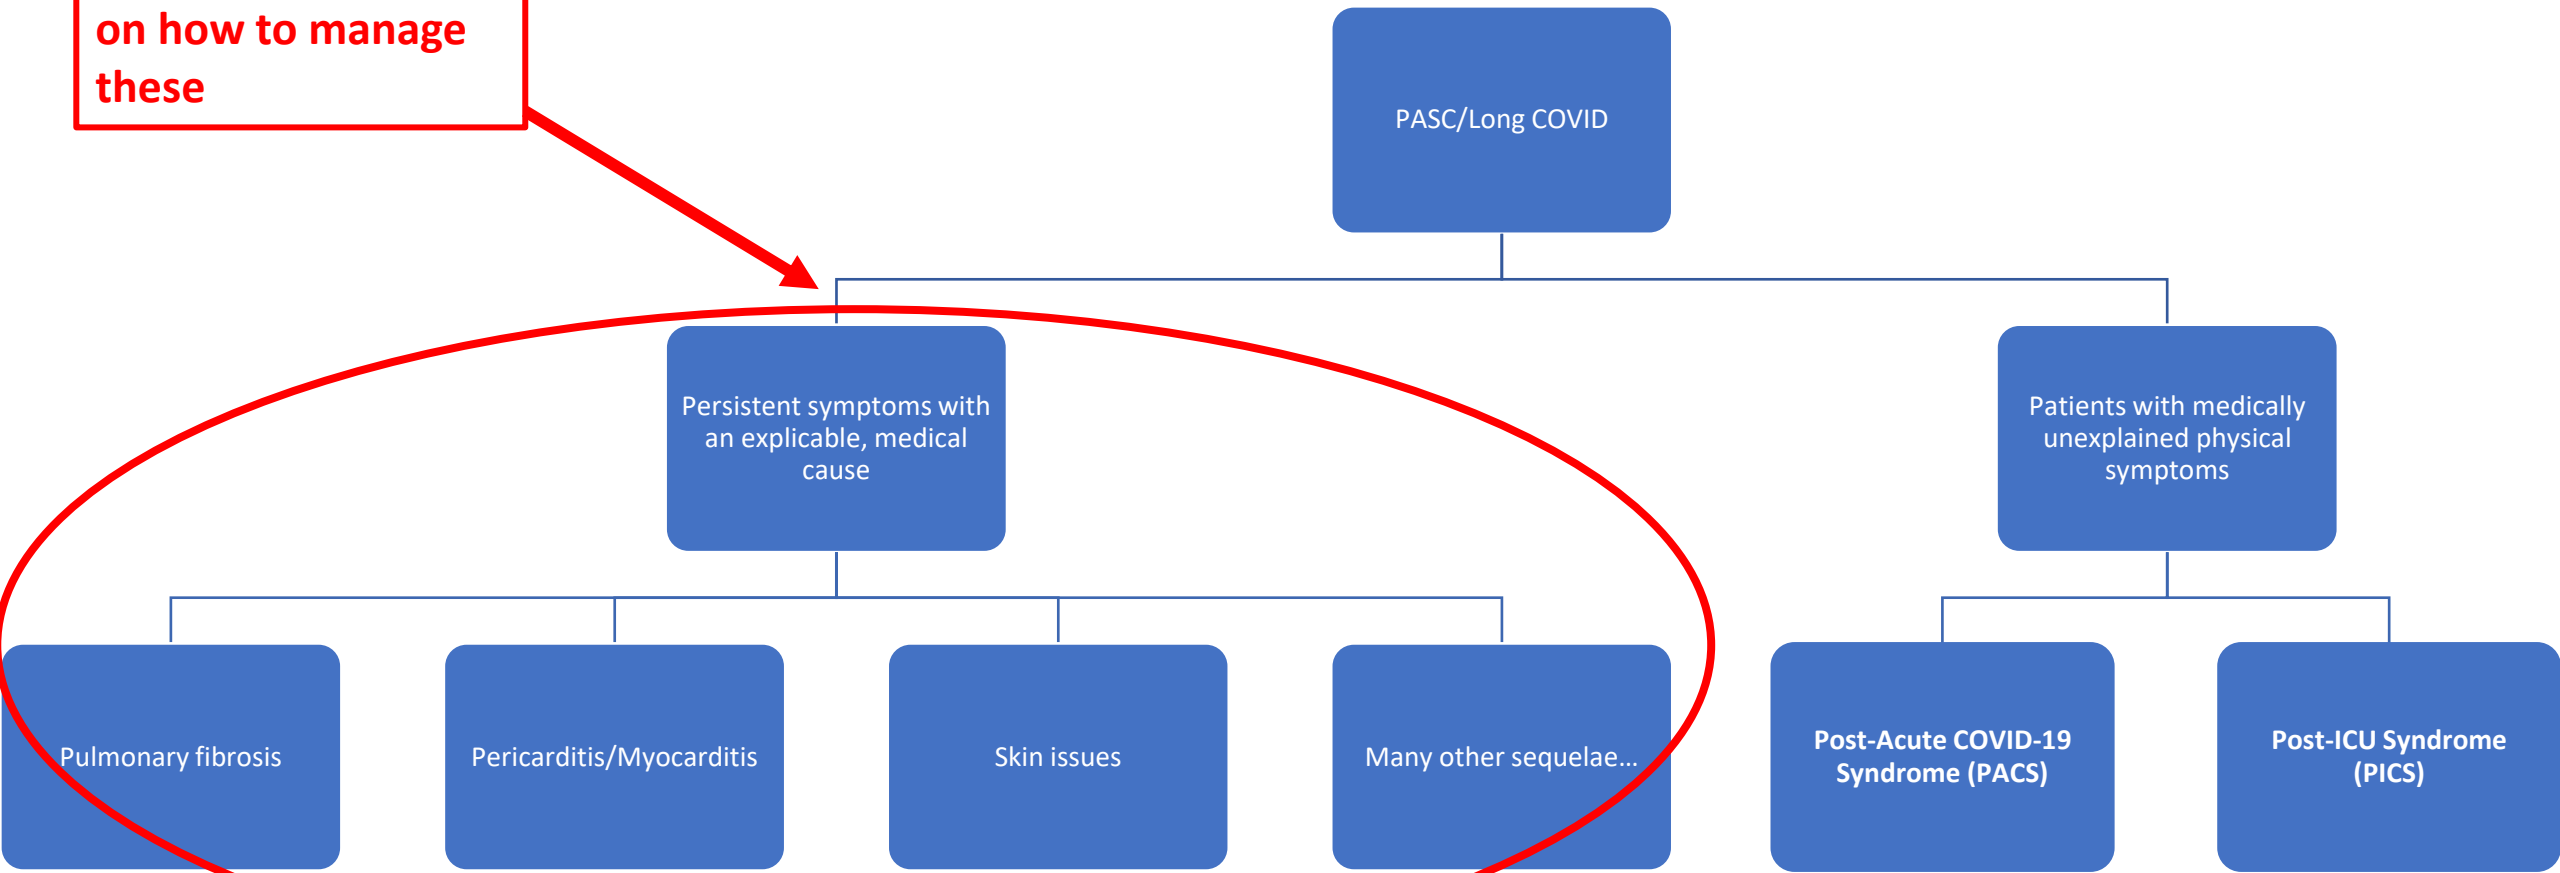 on how to manage
these
PASC/Long COVID
Persistent symptoms with
an explicable, medical
cause
Patients with medically
unexplained physical
symptoms
Pulmonary fibrosis
Pericarditis/Myocarditis
Skin issues
Many other sequelae…
Post-Acute COVID-19
Syndrome (PACS)
Post-ICU Syndrome
(PICS)